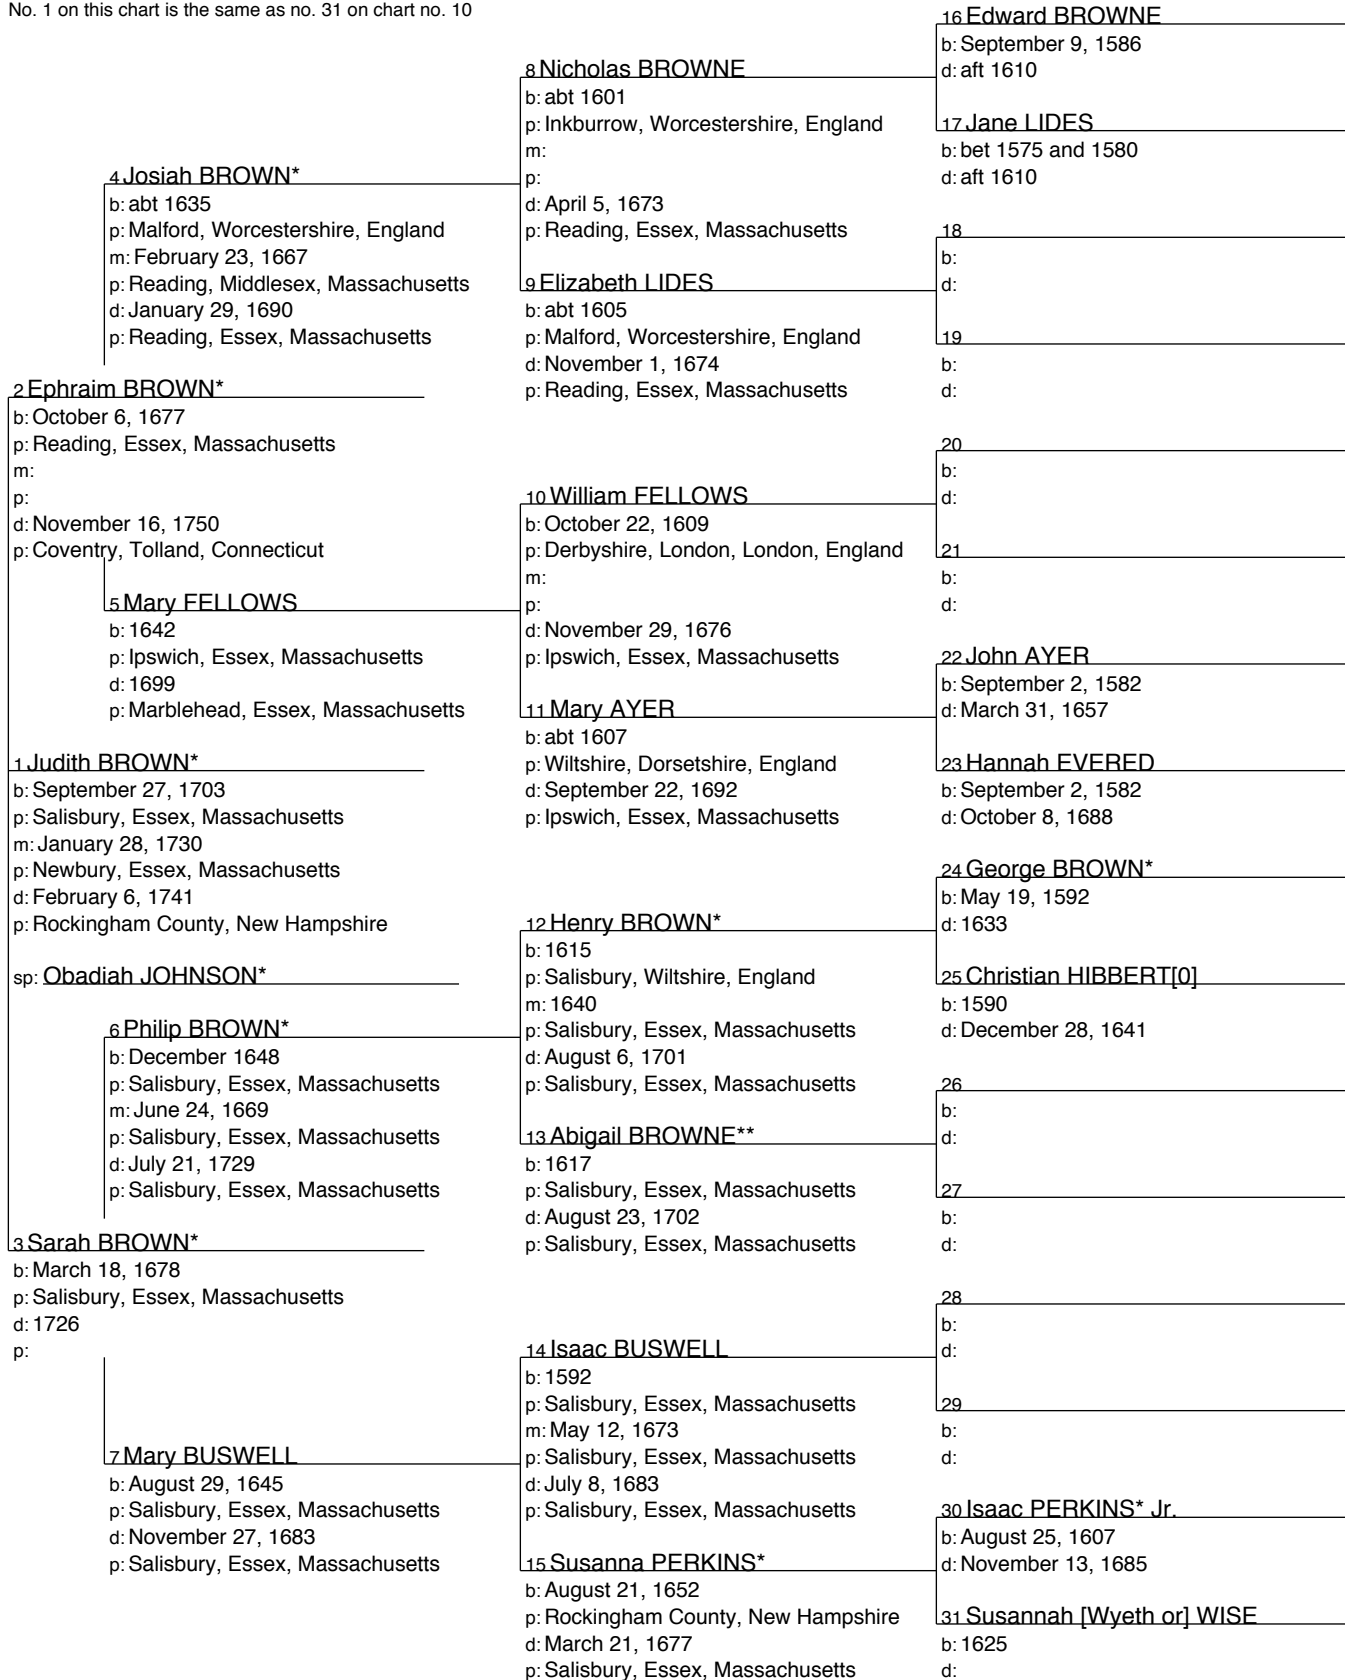 No. 1 on this chart is the same as no. 31 on chart no. 10
16 Edward BROWNE
b: September 9, 1586
d: aft 1610
8 Nicholas BROWNE
b: abt 1601
p: Inkburrow, Worcestershire, England
m:
p:
d: April 5, 1673
p: Reading, Essex, Massachusetts
17 Jane LIDES
b: bet 1575 and 1580
d: aft 1610
4 Josiah BROWN*
b: abt 1635
p: Malford, Worcestershire, England
m: February 23, 1667
p: Reading, Middlesex, Massachusetts
d: January 29, 1690
p: Reading, Essex, Massachusetts
18
b:
d:
9 Elizabeth LIDES
b: abt 1605
p: Malford, Worcestershire, England
d: November 1, 1674
p: Reading, Essex, Massachusetts
19
b:
d:
2 Ephraim BROWN*
b: October 6, 1677
p: Reading, Essex, Massachusetts
m:
p:
d: November 16, 1750
p: Coventry, Tolland, Connecticut
20
b:
d:
10 William FELLOWS
b: October 22, 1609
p: Derbyshire, London, London, England
m:
p:
d: November 29, 1676
p: Ipswich, Essex, Massachusetts
21
b:
d:
5 Mary FELLOWS
b: 1642
p: Ipswich, Essex, Massachusetts
d: 1699
p: Marblehead, Essex, Massachusetts
22 John AYER
b: September 2, 1582
d: March 31, 1657
11 Mary AYER
b: abt 1607
p: Wiltshire, Dorsetshire, England
d: September 22, 1692
p: Ipswich, Essex, Massachusetts
23 Hannah EVERED
b: September 2, 1582
d: October 8, 1688
1 Judith BROWN*
b: September 27, 1703
p: Salisbury, Essex, Massachusetts
m: January 28, 1730
p: Newbury, Essex, Massachusetts
d: February 6, 1741
p: Rockingham County, New Hampshire
sp: Obadiah JOHNSON*
24 George BROWN*
b: May 19, 1592
d: 1633
12 Henry BROWN*
b: 1615
p: Salisbury, Wiltshire, England
m: 1640
p: Salisbury, Essex, Massachusetts
d: August 6, 1701
p: Salisbury, Essex, Massachusetts
25 Christian HIBBERT[0]
b: 1590
d: December 28, 1641
6 Philip BROWN*
b: December 1648
p: Salisbury, Essex, Massachusetts
m: June 24, 1669
p: Salisbury, Essex, Massachusetts
d: July 21, 1729
p: Salisbury, Essex, Massachusetts
26
b:
d:
13 Abigail BROWNE**
b: 1617
p: Salisbury, Essex, Massachusetts
d: August 23, 1702
p: Salisbury, Essex, Massachusetts
27
b:
d:
3 Sarah BROWN*
b: March 18, 1678
p: Salisbury, Essex, Massachusetts
d: 1726
p:
28
b:
d:
14 Isaac BUSWELL
b: 1592
p: Salisbury, Essex, Massachusetts
m: May 12, 1673
p: Salisbury, Essex, Massachusetts
d: July 8, 1683
p: Salisbury, Essex, Massachusetts
29
b:
d:
7 Mary BUSWELL
b: August 29, 1645
p: Salisbury, Essex, Massachusetts
d: November 27, 1683
p: Salisbury, Essex, Massachusetts
30 Isaac PERKINS* Jr.
b: August 25, 1607
d: November 13, 1685
15 Susanna PERKINS*
b: August 21, 1652
p: Rockingham County, New Hampshire
d: March 21, 1677
p: Salisbury, Essex, Massachusetts
31 Susannah [Wyeth or] WISE
b: 1625
d: